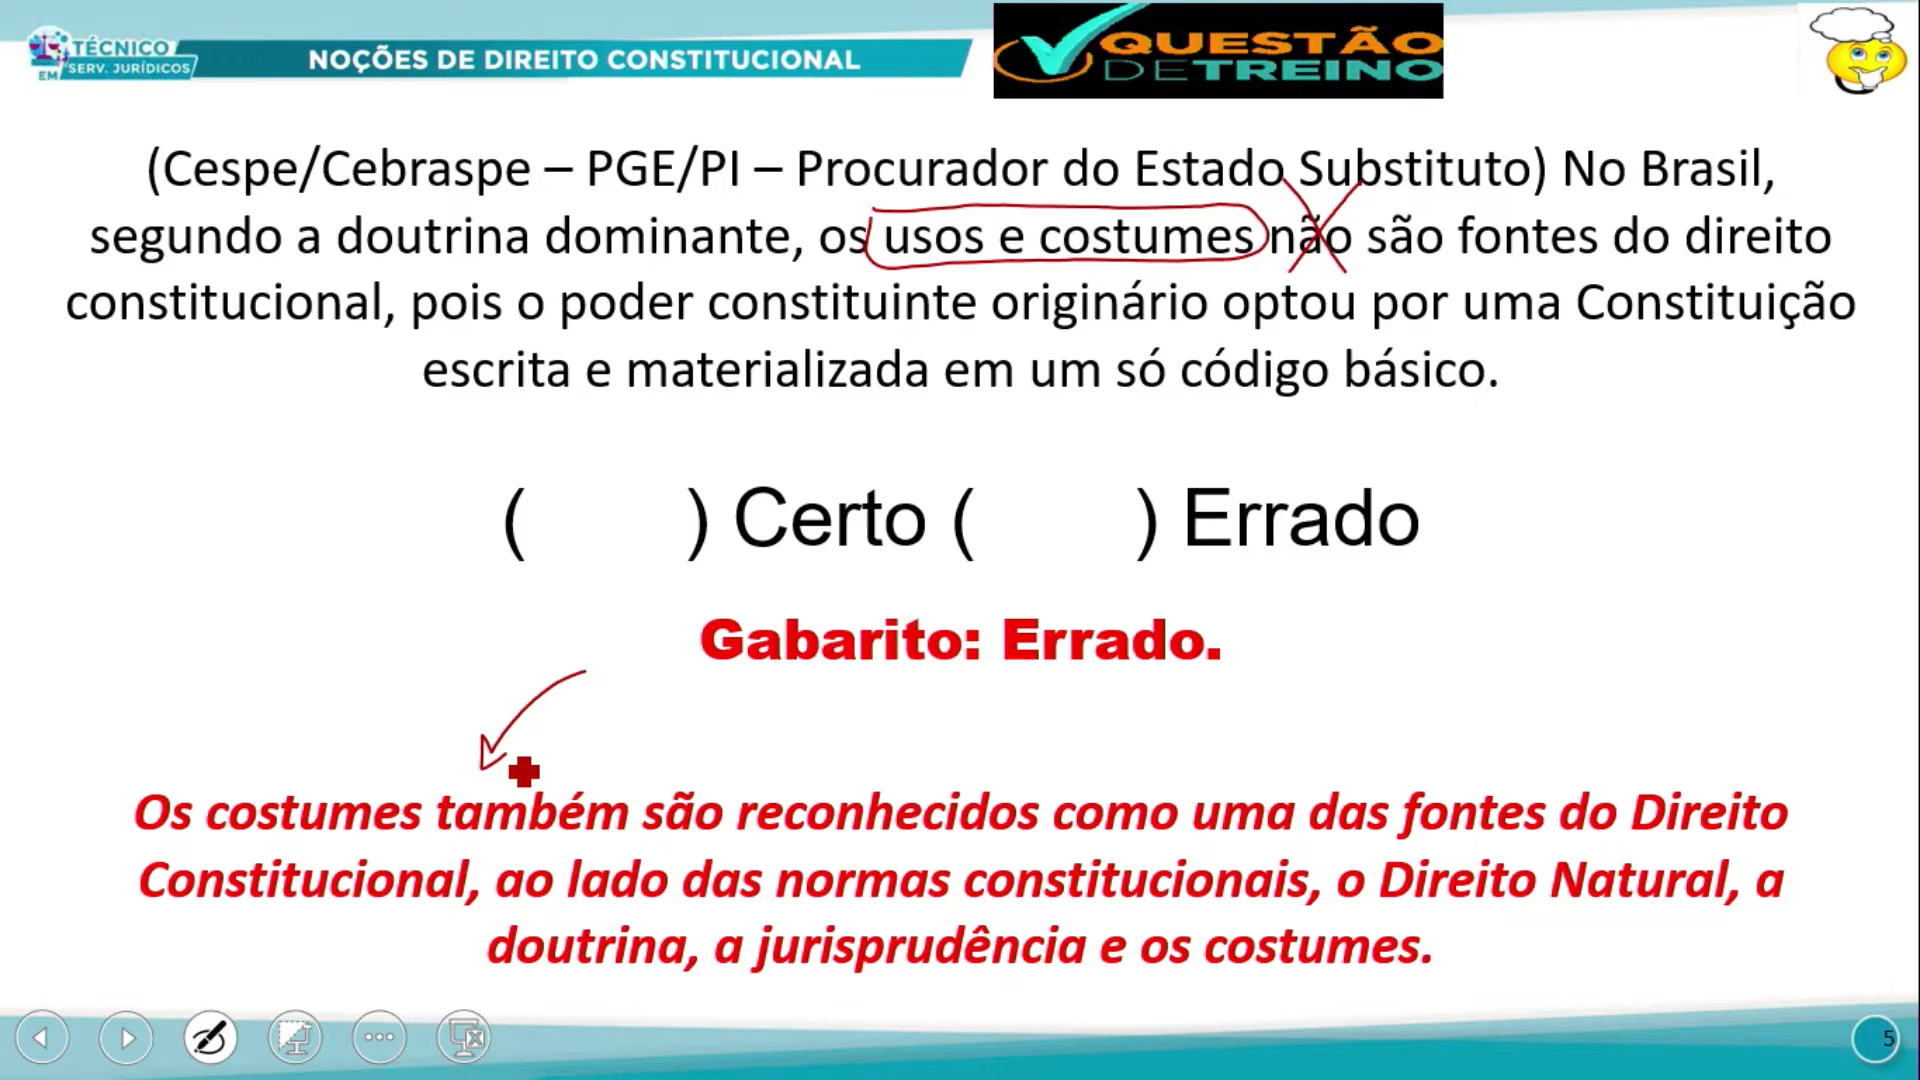 TÉCNICO
EM SERV. JURÍDICOS
NOÇÕES DE DIREITO CONSTITUCIONAL
QUESTÃO
DE TREINO
(Cespe/Cebraspe – PGE/PI – Procurador do Estado Substituto) No Brasil,
segundo a doutrina dominante, os usos e costumes não são fontes do direito
constitucional, pois o poder constituinte originário optou por uma Constituição
escrita e materializada em um só código básico.
( ) Certo ( ) Errado
Gabarito: Errado.
Os costumes também são reconhecidos como uma das fontes do Direito
Constitucional, ao lado das normas constitucionais, o Direito Natural, a
doutrina, a jurisprudência e os costumes.
5